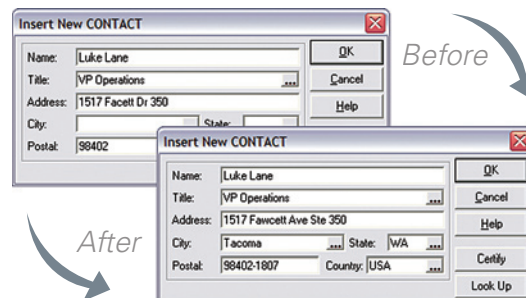 Insert New CONTACT
Name: Luke Lane OK
Title: VP Operations ... Cancel
Address: 1517 Facett Dr 350 Help
City: State:
Postal: 98402
Before
Insert New CONTACT
Name: Luke Lane OK
Title: VP Operations ... Cancel
Address: 1517 Fawcett Ave Ste 350 Help
City: Tacoma ... State: WA ... Certify
Postal: 98402-1807 Country: USA ... Look Up
After